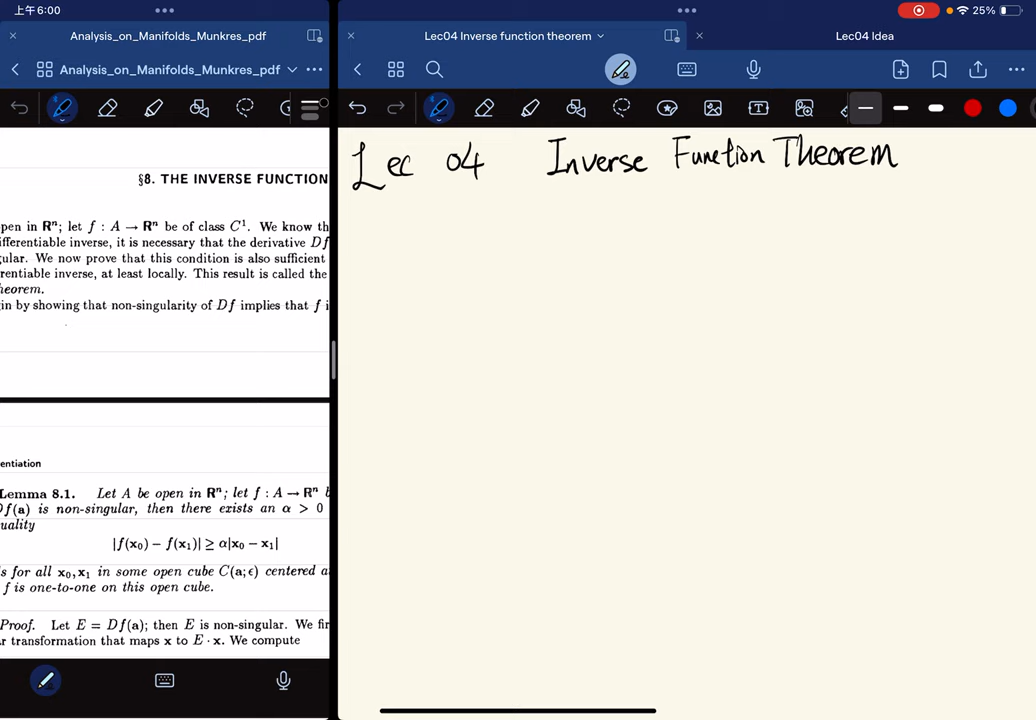 上午6:00
25%
Analysis_on_Manifolds_Munkres_pdf
Lec04 Inverse function theorem
Lec04 Idea
Analysis_on_Manifolds_Munkres_pdf
Lec 04 Inverse Function Theorem
§8. THE INVERSE FUNCTION
pen in Rⁿ; let f : A → Rⁿ be of class C¹. We know th
ifferentiable inverse, it is necessary that the derivative Df
gular. We now prove that this condition is also sufficient
rentiable inverse, at least locally. This result is called the
heorem.
gin by showing that non-singularity of Df implies that f i
entiation
Lemma 8.1. Let A be open in Rⁿ; let f : A → Rⁿ b
Df(a) is non-singular, then there exists an α > 0
uality
|f(x₀) − f(x₁)| ≥ α|x₀ − x₁|
s for all x₀,x₁ in some open cube C(a;ϵ) centered a
f is one-to-one on this open cube.
Proof. Let E = Df(a); then E is non-singular. We fir
ar transformation that maps x to E · x. We compute